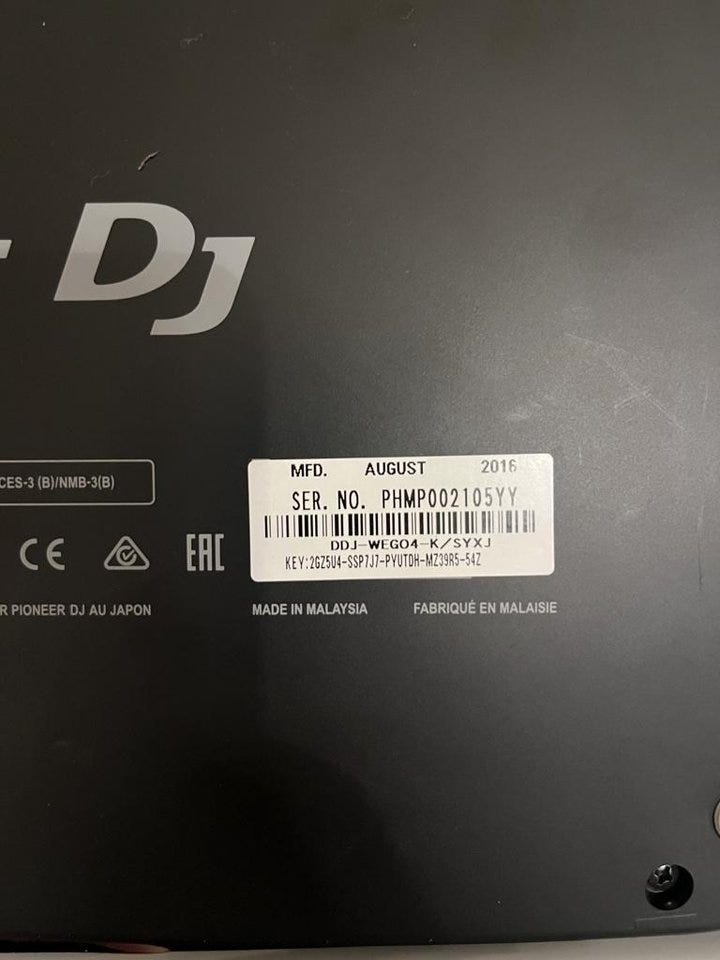 DJ
CES-3 (B)/NMB-3(B)
MFD. AUGUST 2016
SER. NO. PHMP002105YY
DDJ-WEGO4-K/SYXJ
KEY:2GZ5U4-SSP7J7-PYUTDH-MZ39R5-54Z
CE
EAC
R PIONEER DJ AU JAPON
MADE IN MALAYSIA
FABRIQUÉ EN MALAISIE